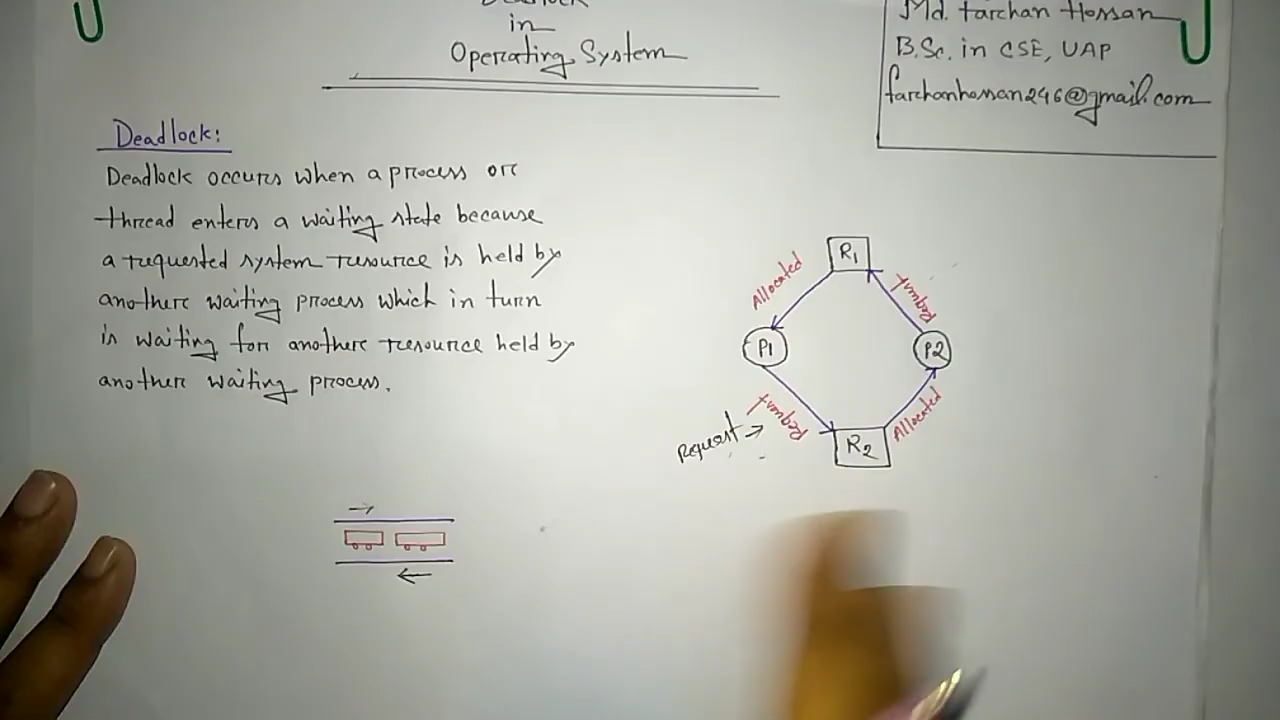 Deadlock
in
Operating System
Md. Farhan Hossan
B.Sc. in CSE, UAP
farhanhossan246@gmail.com
Deadlock:
Deadlock occurs when a process or
thread enters a waiting state because
a requested system resource is held by
another waiting process which in turn
is waiting for another resource held by
another waiting process.
R1
Allocated
Request
P1
P2
Request
Allocated
Request
R2